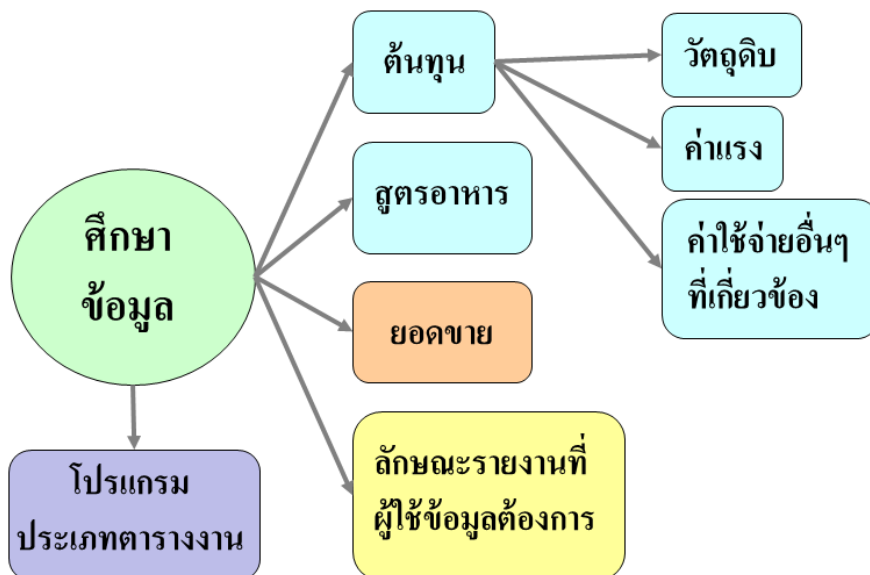 ศึกษา
ข้อมูล
ต้นทุน
วัตถุดิบ
ค่าแรง
ค่าใช้จ่ายอื่นๆ
ที่เกี่ยวข้อง
สูตรอาหาร
ยอดขาย
ลักษณะรายงานที่
ผู้ใช้ข้อมูลต้องการ
โปรแกรม
ประเภทตารางงาน